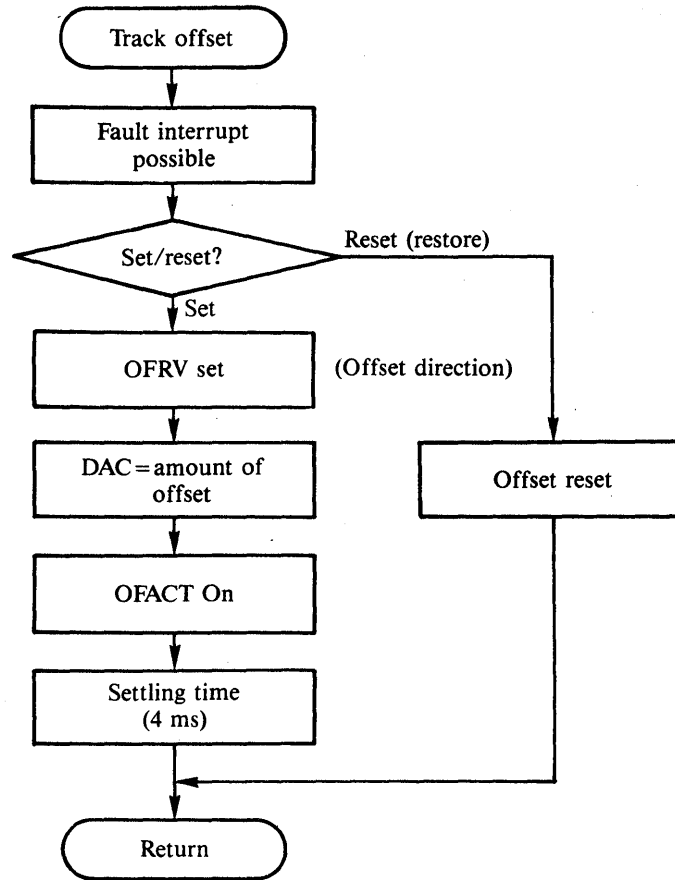 Track offset
Fault interrupt
possible
Set/reset?
Reset (restore)
Set
OFRV set
(Offset direction)
DAC=amount of
offset
Offset reset
OFACT On
Settling time
(4 ms)
Return